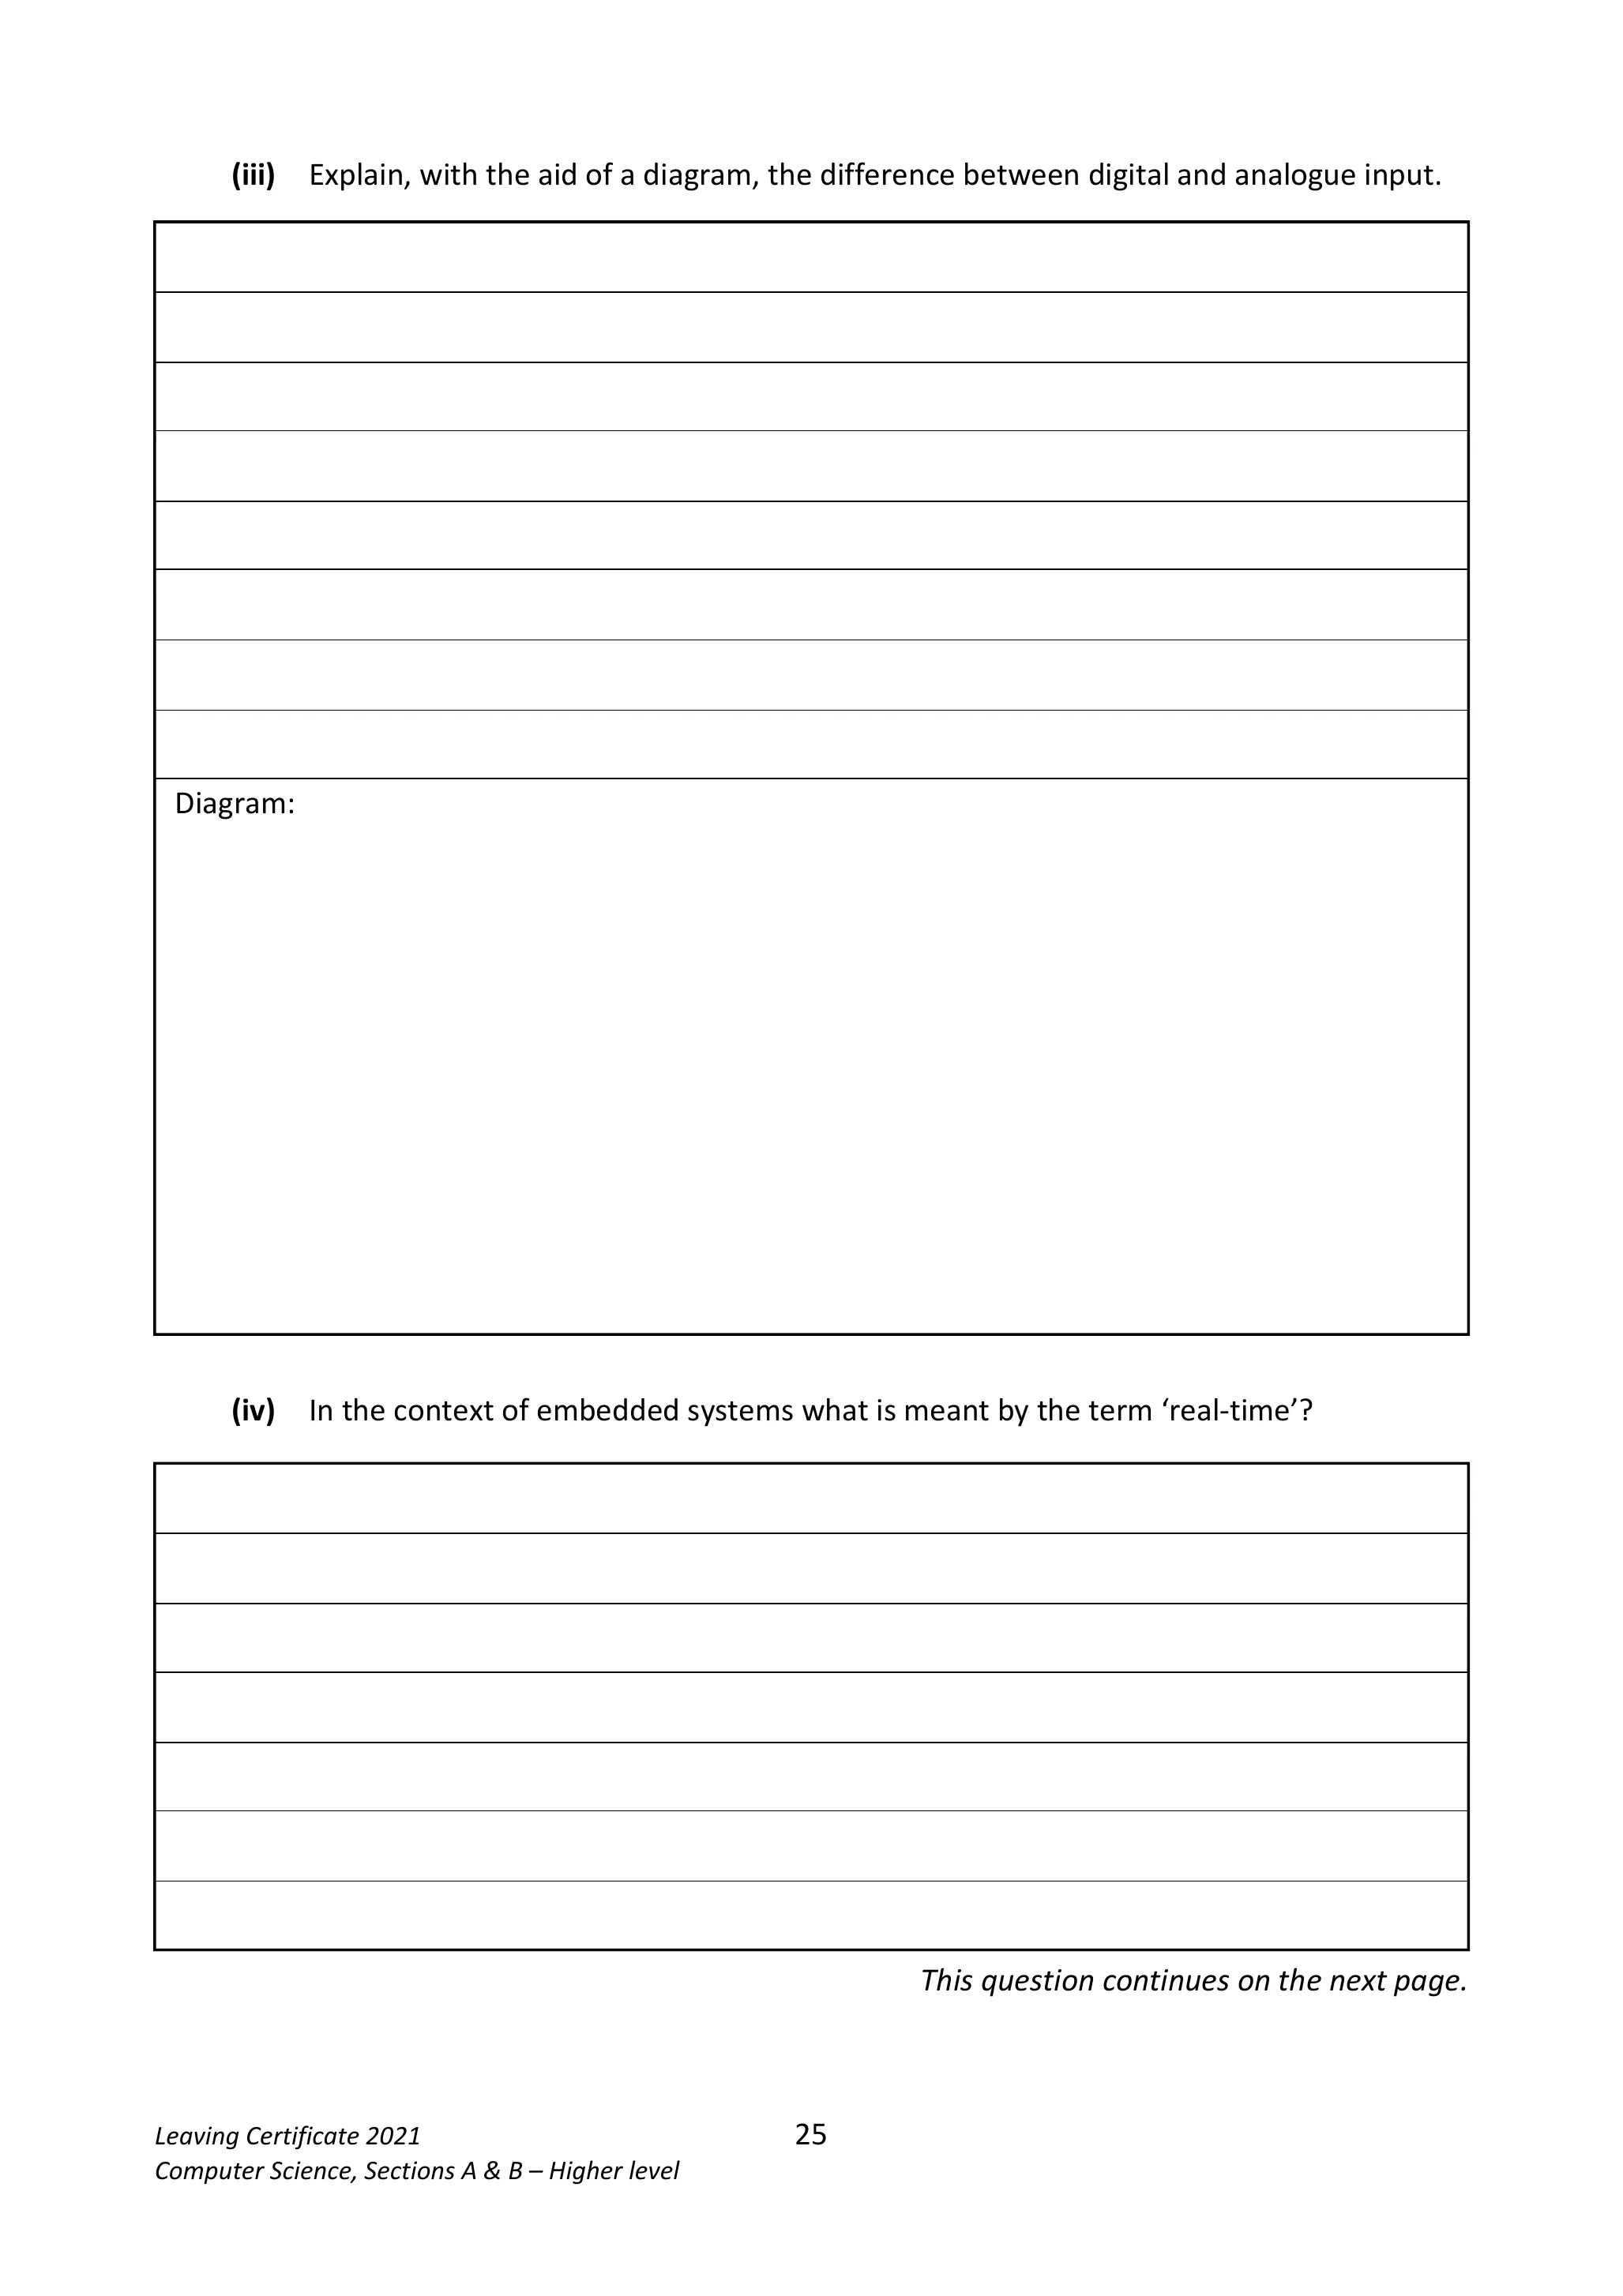 (iii) Explain, with the aid of a diagram, the difference between digital and analogue input.
Diagram:
(iv) In the context of embedded systems what is meant by the term ‘real-time’?
This question continues on the next page.
Leaving Certificate 2021
25
Computer Science, Sections A & B – Higher level